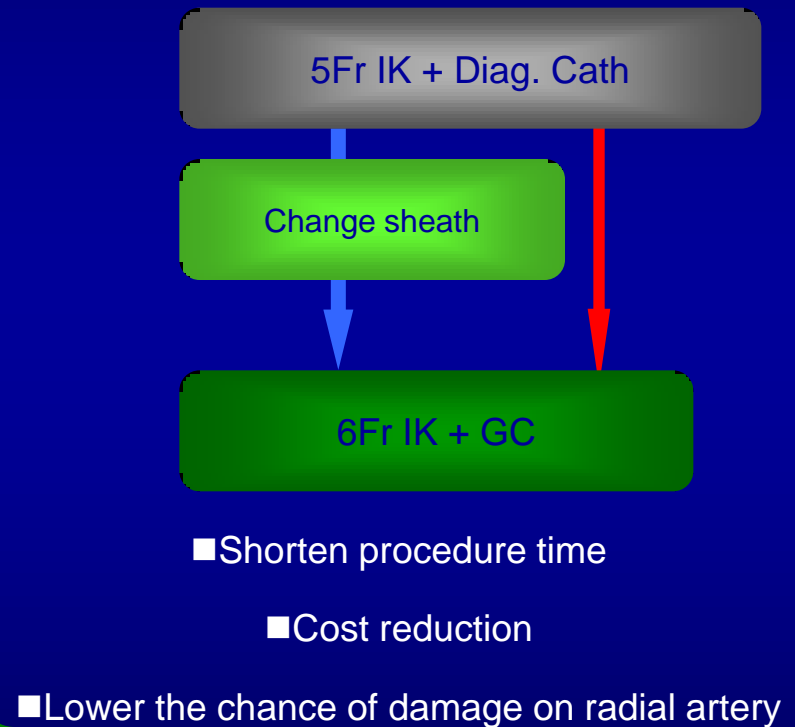 5Fr IK + Diag. Cath
Change sheath
6Fr IK + GC
■Shorten procedure time
■Cost reduction
■Lower the chance of damage on radial artery